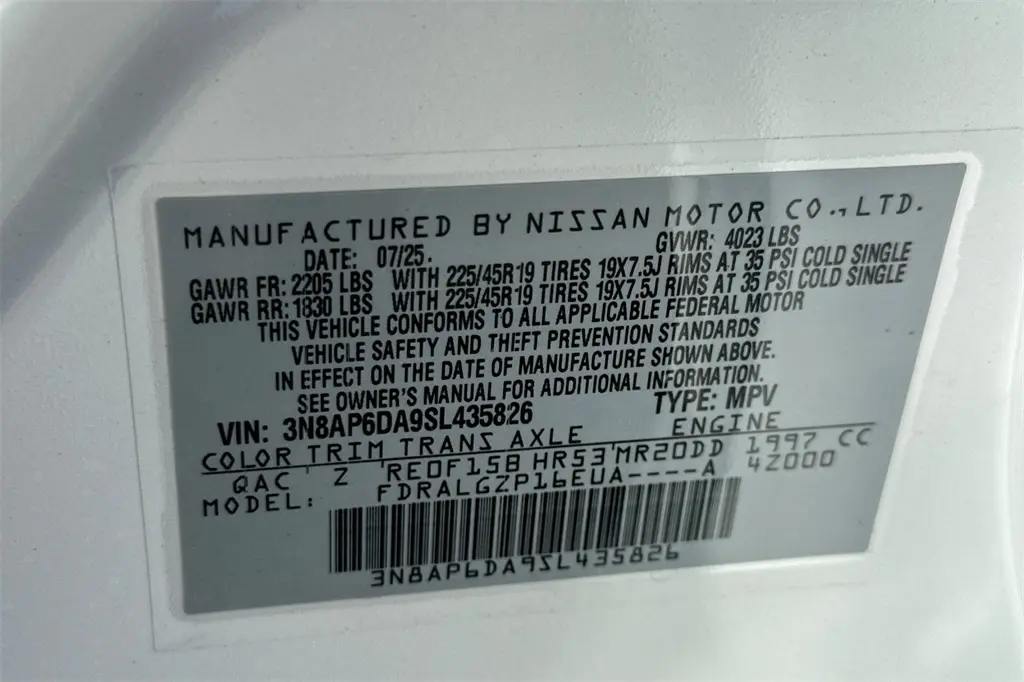 MANUFACTURED BY NISSAN MOTOR CO., LTD.
DATE: 07/25. GVWR: 4023 LBS
GAWR FR: 2205 LBS WITH 225/45R19 TIRES 19X7.5J RIMS AT 35 PSI COLD SINGLE
GAWR RR: 1830 LBS WITH 225/45R19 TIRES 19X7.5J RIMS AT 35 PSI COLD SINGLE
THIS VEHICLE CONFORMS TO ALL APPLICABLE FEDERAL MOTOR
VEHICLE SAFETY AND THEFT PREVENTION STANDARDS
IN EFFECT ON THE DATE OF MANUFACTURE SHOWN ABOVE.
SEE OWNER'S MANUAL FOR ADDITIONAL INFORMATION.
VIN: 3N8AP6DA9SL435826 TYPE: MPV
COLOR TRIM TRANS AXLE ENGINE
QAC ' Z RE0F15B HR53 ' MR20DD 1997 CC
MODEL: FDRALGZP16EUA----A 4Z000
3N8AP6DA9SL435826